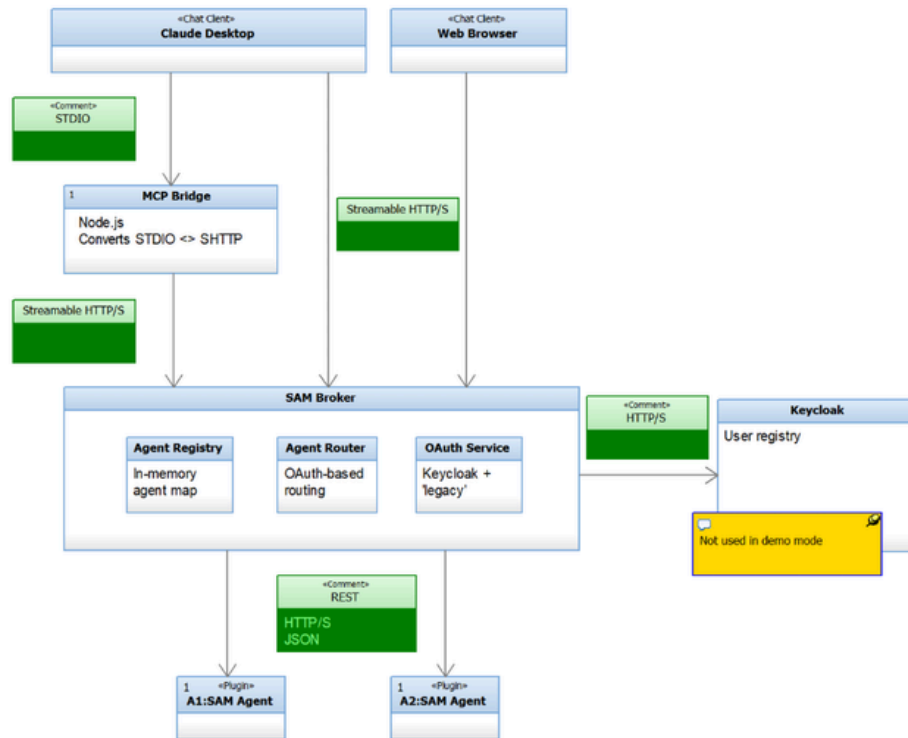 «Chat Client»
Claude Desktop
«Chat Client»
Web Browser
«Comment»
STDIO
1
MCP Bridge
Node.js
Converts STDIO <> SHTTP
Streamable HTTP/S
Streamable HTTP/S
SAM Broker
Agent Registry
In-memory
agent map
Agent Router
OAuth-based
routing
OAuth Service
Keycloak +
'legacy'
«Comment»
HTTP/S
Keycloak
User registry
Not used in demo mode
«Comment»
REST
HTTP/S
JSON
1
«Plugin»
A1:SAM Agent
1
«Plugin»
A2:SAM Agent